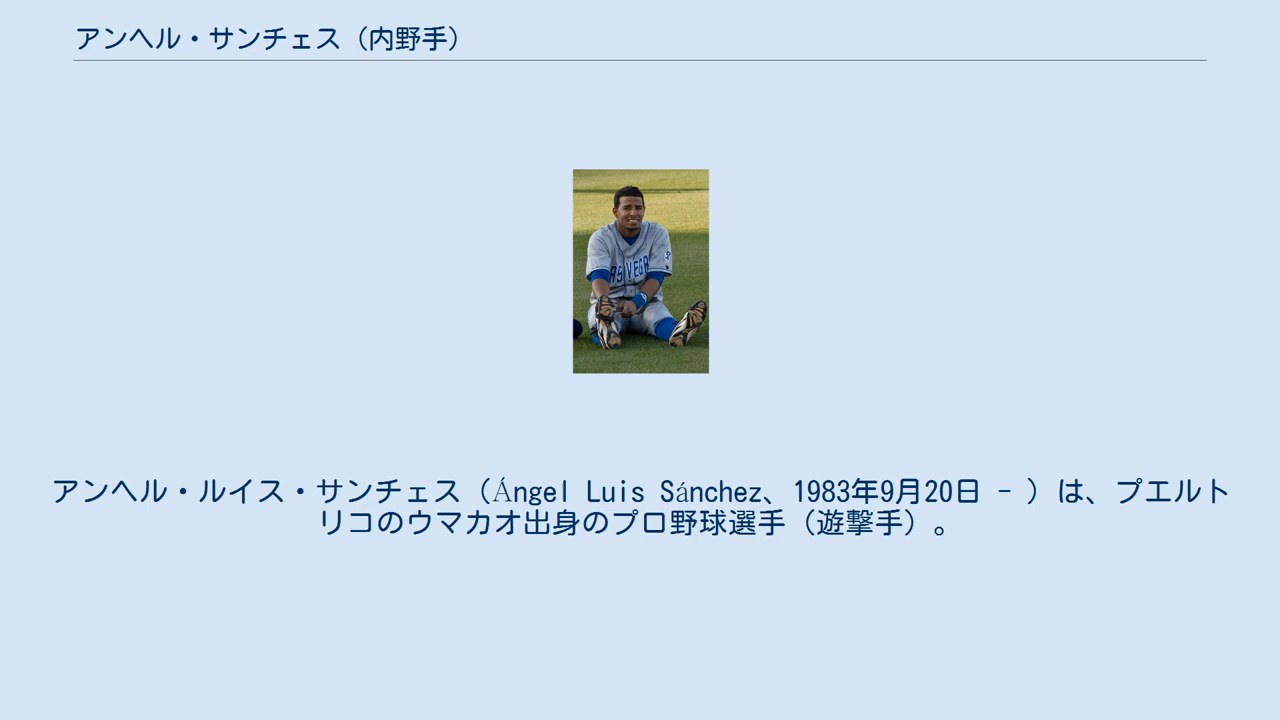 アンヘル・サンチェス（内野手）
AS VEGA
アンヘル・ルイス・サンチェス（Ángel Luis Sánchez、1983年9月20日 - ）は、プエルト
リコのウマカオ出身のプロ野球選手（遊撃手）。